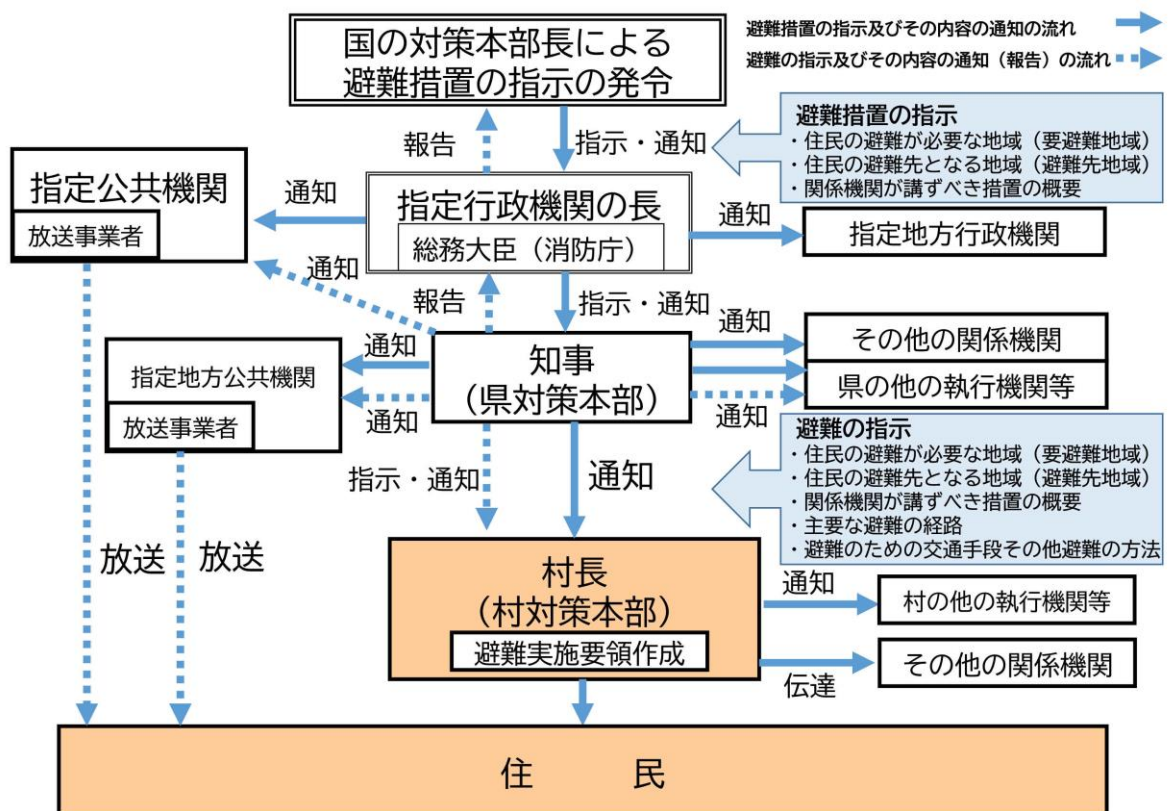 国の対策本部長による
避難措置の指示の発令
避難措置の指示及びその内容の通知の流れ
避難の指示及びその内容の通知（報告）の流れ
報告
指示・通知
避難措置の指示
・住民の避難が必要な地域（要避難地域）
・住民の避難先となる地域（避難先地域）
・関係機関が講ずべき措置の概要
指定公共機関
放送事業者
通知
指定行政機関の長
総務大臣（消防庁）
通知
指定地方行政機関
通知
報告
指示・通知
指定地方公共機関
放送事業者
通知
通知
知事
（県対策本部）
通知
その他の関係機関
県の他の執行機関等
通知
避難の指示
・住民の避難が必要な地域（要避難地域）
・住民の避難先となる地域（避難先地域）
・関係機関が講ずべき措置の概要
・主要な避難の経路
・避難のための交通手段その他避難の方法
指示・通知
通知
放送
放送
村長
（村対策本部）
避難実施要領作成
通知
村の他の執行機関等
伝達
その他の関係機関
住　民